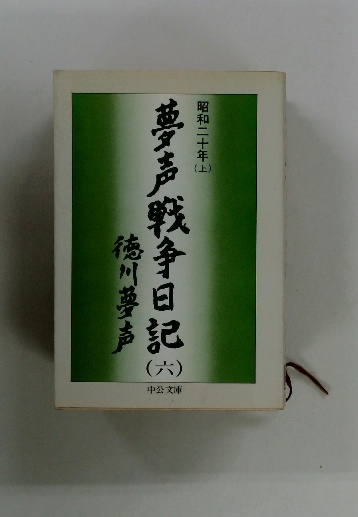 昭和二十年(上)
夢声戦争日記
(六)
徳川夢声
中公文庫